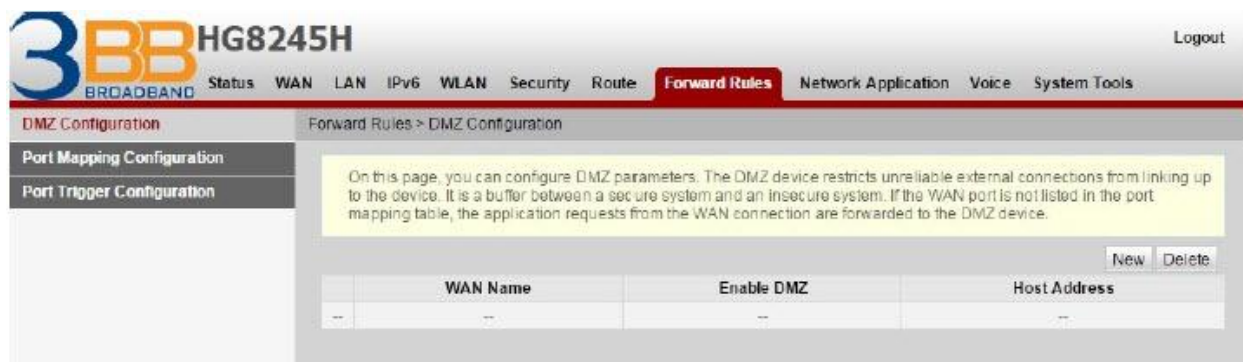 3BB HG8245H
BROADBAND
Logout
Status WAN LAN IPv6 WLAN Security Route Forward Rules Network Application Voice System Tools
DMZ Configuration
Port Mapping Configuration
Port Trigger Configuration
Forward Rules > DMZ Configuration
On this page, you can configure DMZ parameters. The DMZ device restricts unreliable external connections from linking up
to the device. It is a buffer between a secure system and an insecure system. If the WAN port is not listed in the port
mapping table, the application requests from the WAN connection are forwarded to the DMZ device.
New Delete
WAN Name Enable DMZ Host Address
-- -- -- --